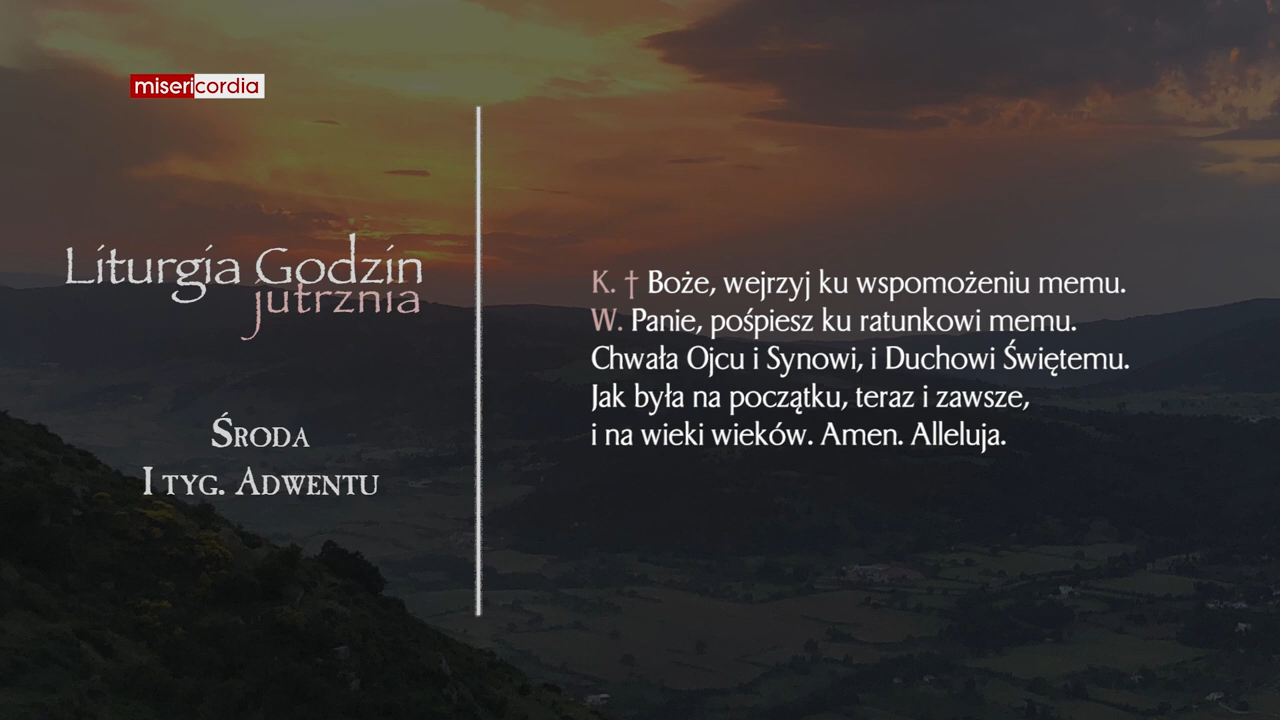 misericordia
Liturgia Godzin
jutrznia
Środa
I tyg. Adwentu
K. † Boże, wejrzyj ku wspomożeniu memu.
W. Panie, pośpiesz ku ratunkowi memu.
Chwała Ojcu i Synowi, i Duchowi Świętemu.
Jak była na początku, teraz i zawsze,
i na wieki wieków. Amen. Alleluja.